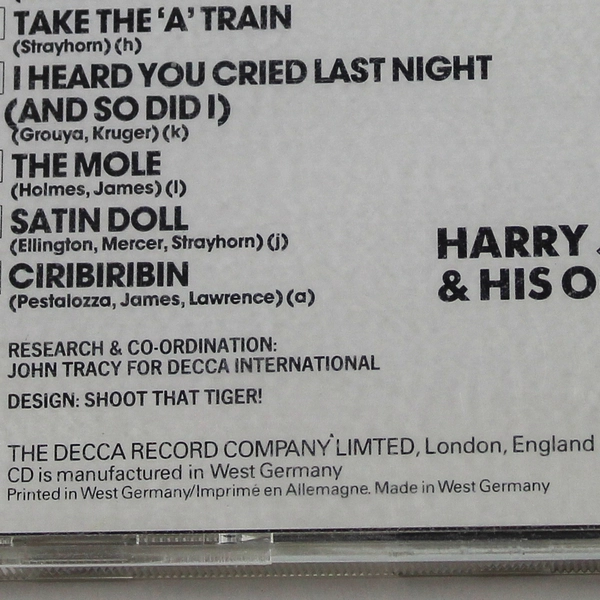 TAKE THE ‘A’ TRAIN
(Strayhorn) (h)
I HEARD YOU CRIED LAST NIGHT
(AND SO DID I)
(Grouya, Kruger) (k)
THE MOLE
(Holmes, James) (l)
SATIN DOLL
(Ellington, Mercer, Strayhorn) (j)
CIRIBIRIBIN
(Pestalozza, James, Lawrence) (a)
HARRY
& HIS O
RESEARCH & CO-ORDINATION:
JOHN TRACY FOR DECCA INTERNATIONAL
DESIGN: SHOOT THAT TIGER!
THE DECCA RECORD COMPANY LIMTED, London, England
CD is manufactured in West Germany
Printed in West Germany/Imprimé en Allemagne. Made in West Germany